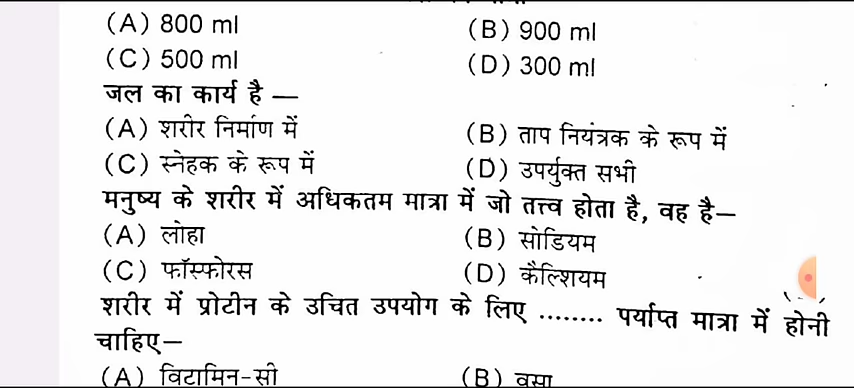 (A) 800 ml (B) 900 ml
(C) 500 ml (D) 300 ml
जल का कार्य है —
(A) शरीर निर्माण में (B) ताप नियंत्रक के रूप में
(C) स्नेहक के रूप में (D) उपर्युक्त सभी
मनुष्य के शरीर में अधिकतम मात्रा में जो तत्त्व होता है, वह है—
(A) लोहा (B) सोडियम
(C) फॉस्फोरस (D) कैल्शियम
शरीर में प्रोटीन के उचित उपयोग के लिए ........ पर्याप्त मात्रा में होनी
चाहिए—
(A) विटामिन-सी (B) वसा